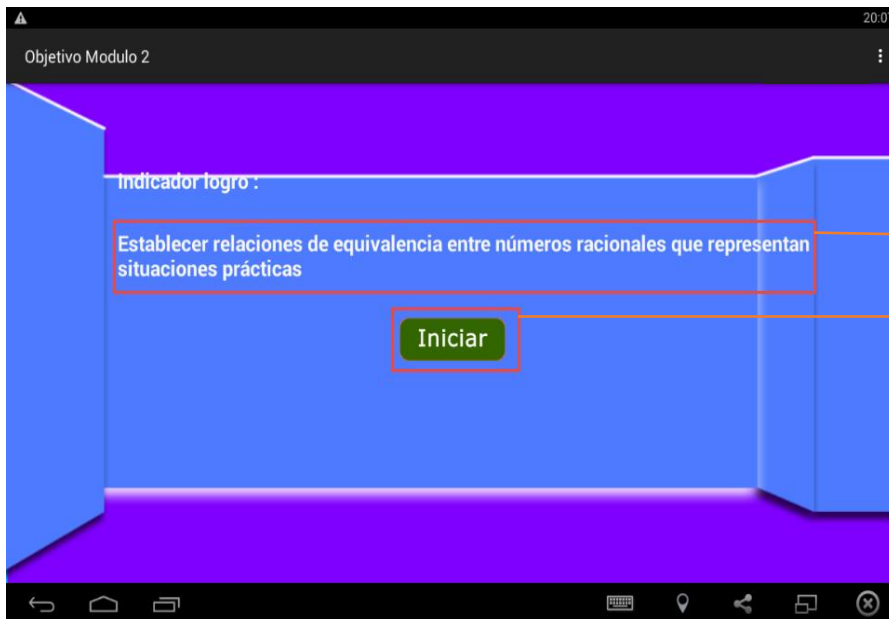 20:0
Objetivo Modulo 2
Indicador logro :
Establecer relaciones de equivalencia entre números racionales que representan
situaciones prácticas
Iniciar